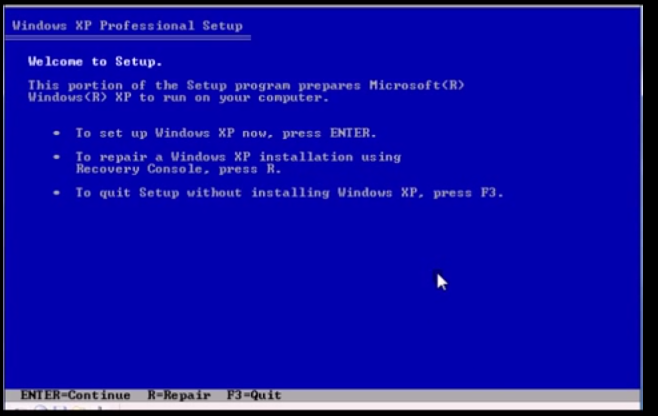 Windows XP Professional Setup
Welcome to Setup.
This portion of the Setup program prepares Microsoft(R)
Windows(R) XP to run on your computer.
• To set up Windows XP now, press ENTER.
• To repair a Windows XP installation using
Recovery Console, press R.
• To quit Setup without installing Windows XP, press F3.
ENTER=Continue R=Repair F3=Quit